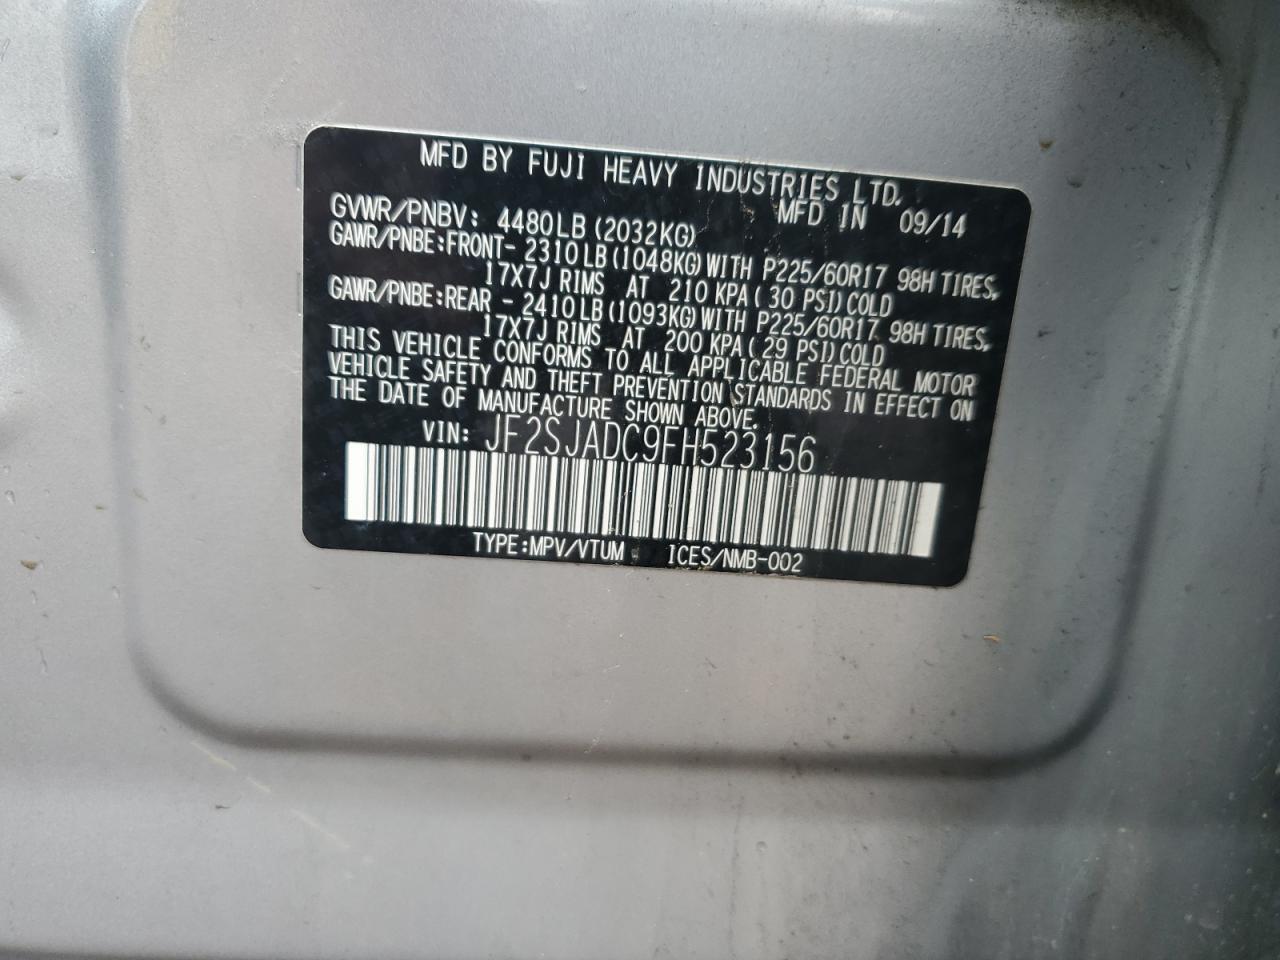 MFD BY FUJI HEAVY INDUSTRIES LTD.
MFD IN 09/14
GVWR/PNBV: 4480LB (2032KG)
GAWR/PNBE:FRONT- 2310LB (1048KG) WITH P225/60R17 98H TIRES,
17X7J RIMS AT 210 KPA( 30 PSI) COLD
GAWR/PNBE:REAR - 2410LB (1093KG) WITH P225/60R17 98H TIRES,
17X7J RIMS AT 200 KPA( 29 PSI) COLD
THIS VEHICLE CONFORMS TO ALL APPLICABLE FEDERAL MOTOR
VEHICLE SAFETY AND THEFT PREVENTION STANDARDS IN EFFECT ON
THE DATE OF MANUFACTURE SHOWN ABOVE.
VIN: JF2SJADC9FH523156
TYPE:MPV/VTUM ICES/NMB-002